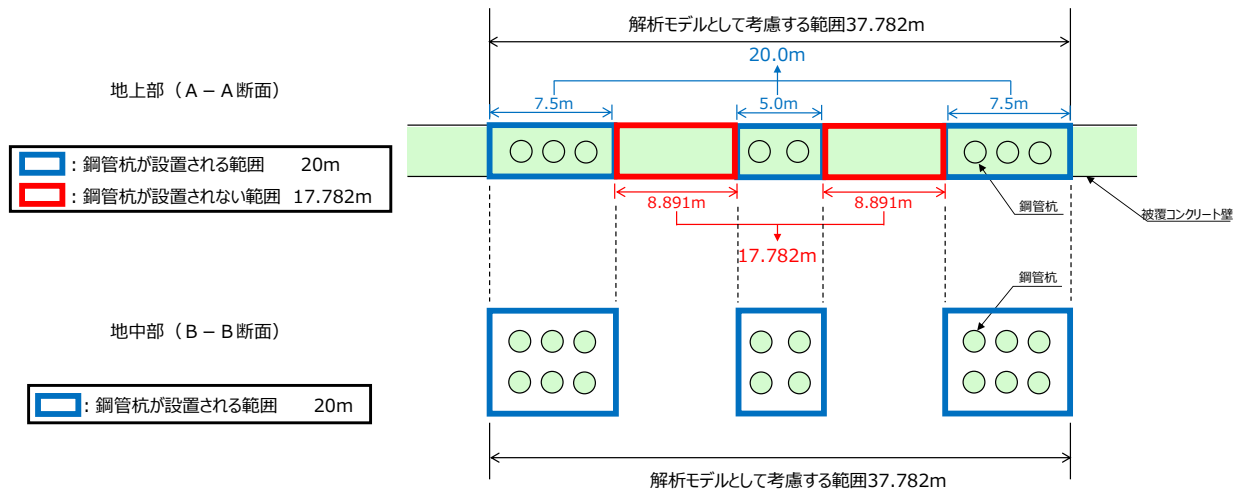 解析モデルとして考慮する範囲37.782m
20.0m
地上部（A－A断面）
7.5m
5.0m
7.5m
：鋼管杭が設置される範囲　20m
：鋼管杭が設置されない範囲 17.782m
8.891m
8.891m
鋼管杭
被覆コンクリート壁
17.782m
鋼管杭
地中部（B－B断面）
：鋼管杭が設置される範囲　20m
解析モデルとして考慮する範囲37.782m